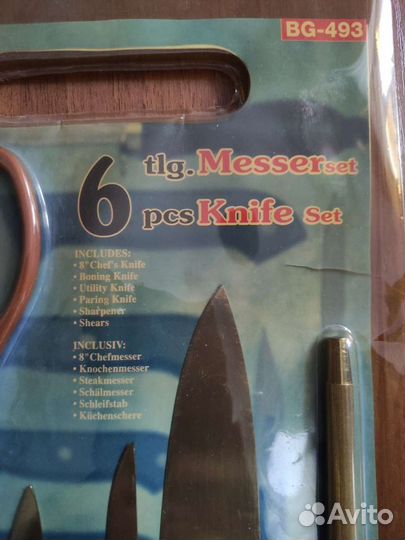 BG-493
6 tlg. Messerset
pcs Knife Set
INCLUDES:
• 8" Chef's Knife
• Boning Knife
• Utility Knife
• Paring Knife
• Sharpener
• Shears
INCLUSIV:
• 8" Chefmesser
• Knochenmesser
• Steakmesser
• Schälmesser
• Schleifstab
• Küchenschere
Avito